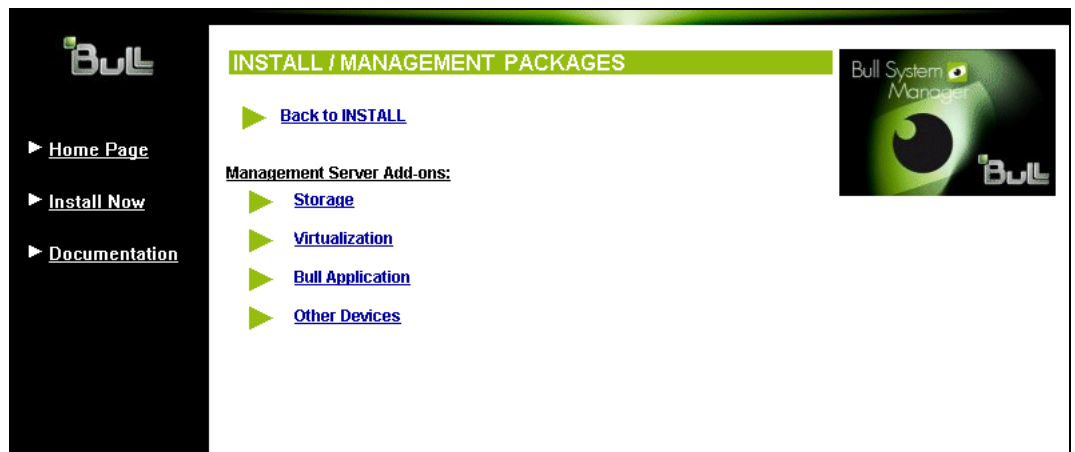 Bull
Home Page
Install Now
Documentation
INSTALL / MANAGEMENT PACKAGES
Back to INSTALL
Management Server Add-ons:
Storage
Virtualization
Bull Application
Other Devices
Bull System
Manager
Bull